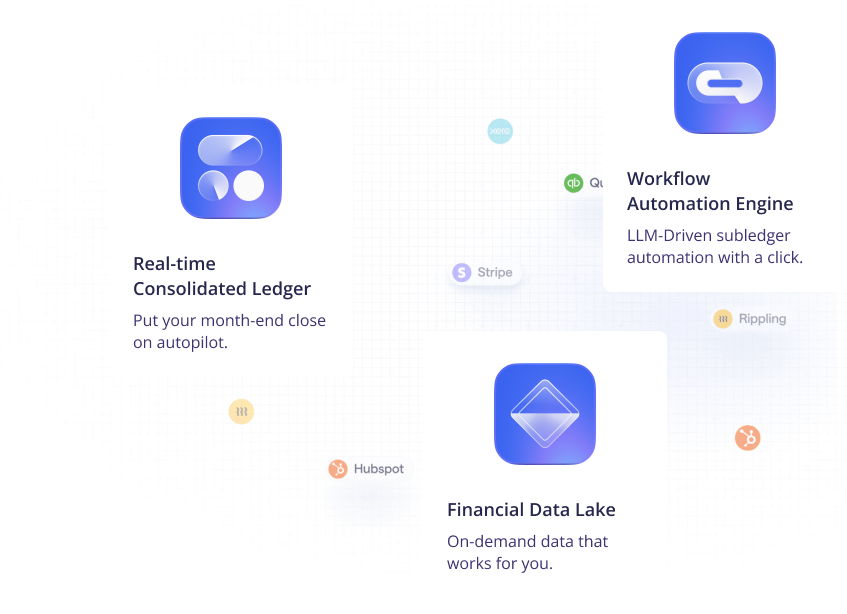 Real-time
Consolidated Ledger
Put your month-end close
on autopilot.
xero
qb
Stripe
S
Workflow
Automation Engine
LLM-Driven subledger
automation with a click.
Rippling
Hubspot
Financial Data Lake
On-demand data that
works for you.